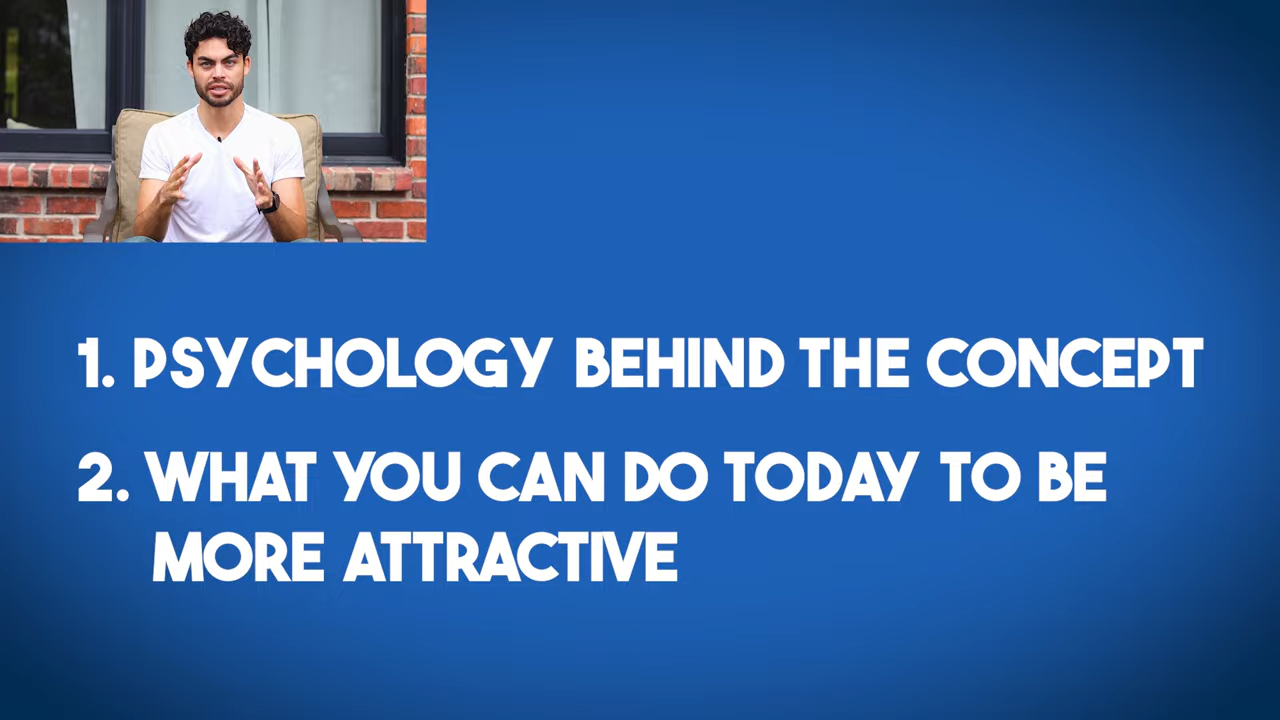 1. PSYCHOLOGY BEHIND THE CONCEPT
2. WHAT YOU CAN DO TODAY TO BE
MORE ATTRACTIVE